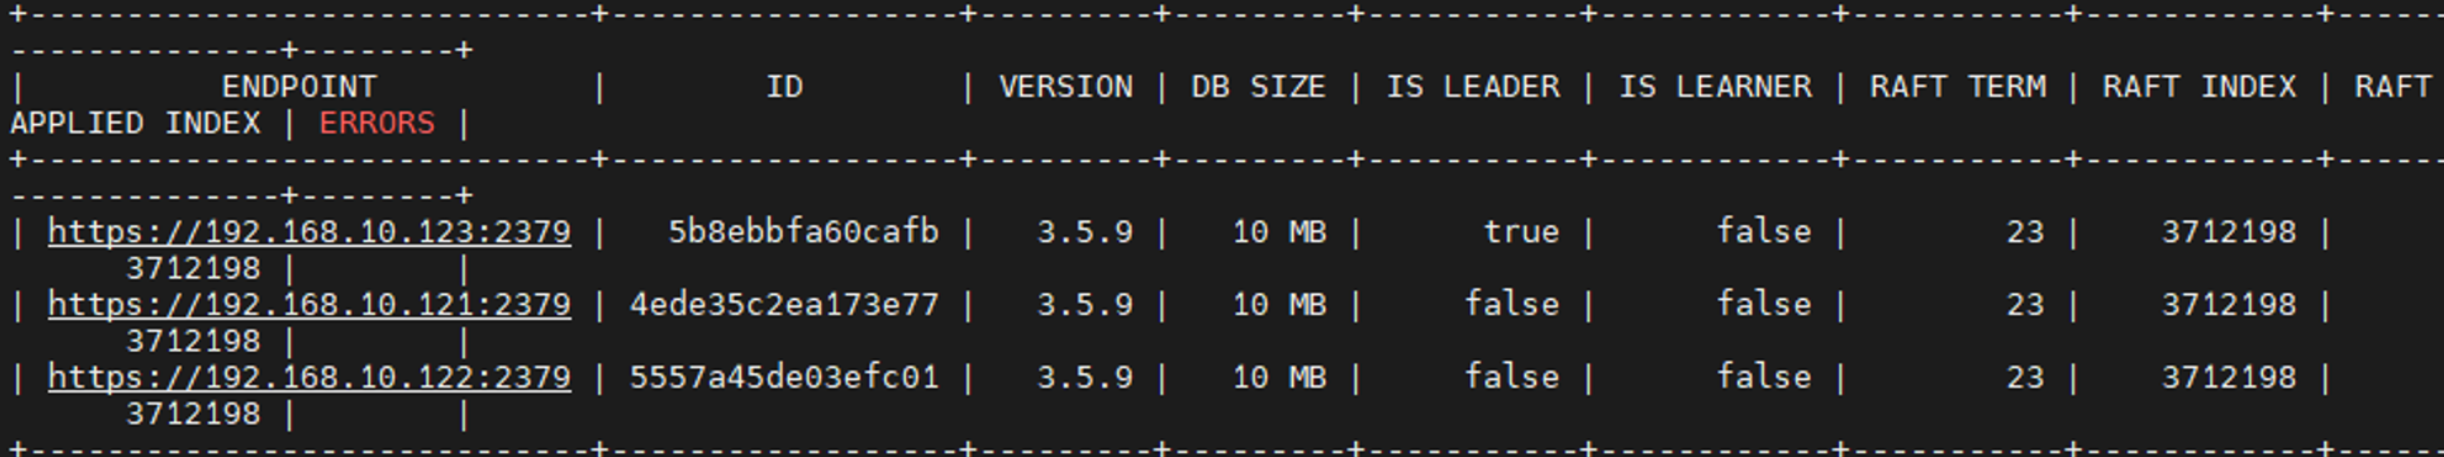 +-----------------------------+------------------+---------+---------+-----------+------------+-----------+------------+------
--------------+--------+
|          ENDPOINT           |        ID        | VERSION | DB SIZE | IS LEADER | IS LEARNER | RAFT TERM | RAFT INDEX | RAFT
APPLIED INDEX | ERRORS |
+-----------------------------+------------------+---------+---------+-----------+------------+-----------+------------+------
--------------+--------+
| https://192.168.10.123:2379 |   5b8ebbfa60cafb |   3.5.9 |   10 MB |      true |      false |        23 |    3712198 |
      3712198 |        |
| https://192.168.10.121:2379 | 4ede35c2ea173e77 |   3.5.9 |   10 MB |     false |      false |        23 |    3712198 |
      3712198 |        |
| https://192.168.10.122:2379 | 5557a45de03efc01 |   3.5.9 |   10 MB |     false |      false |        23 |    3712198 |
      3712198 |        |
+-----------------------------+------------------+---------+---------+-----------+------------+-----------+------------+------